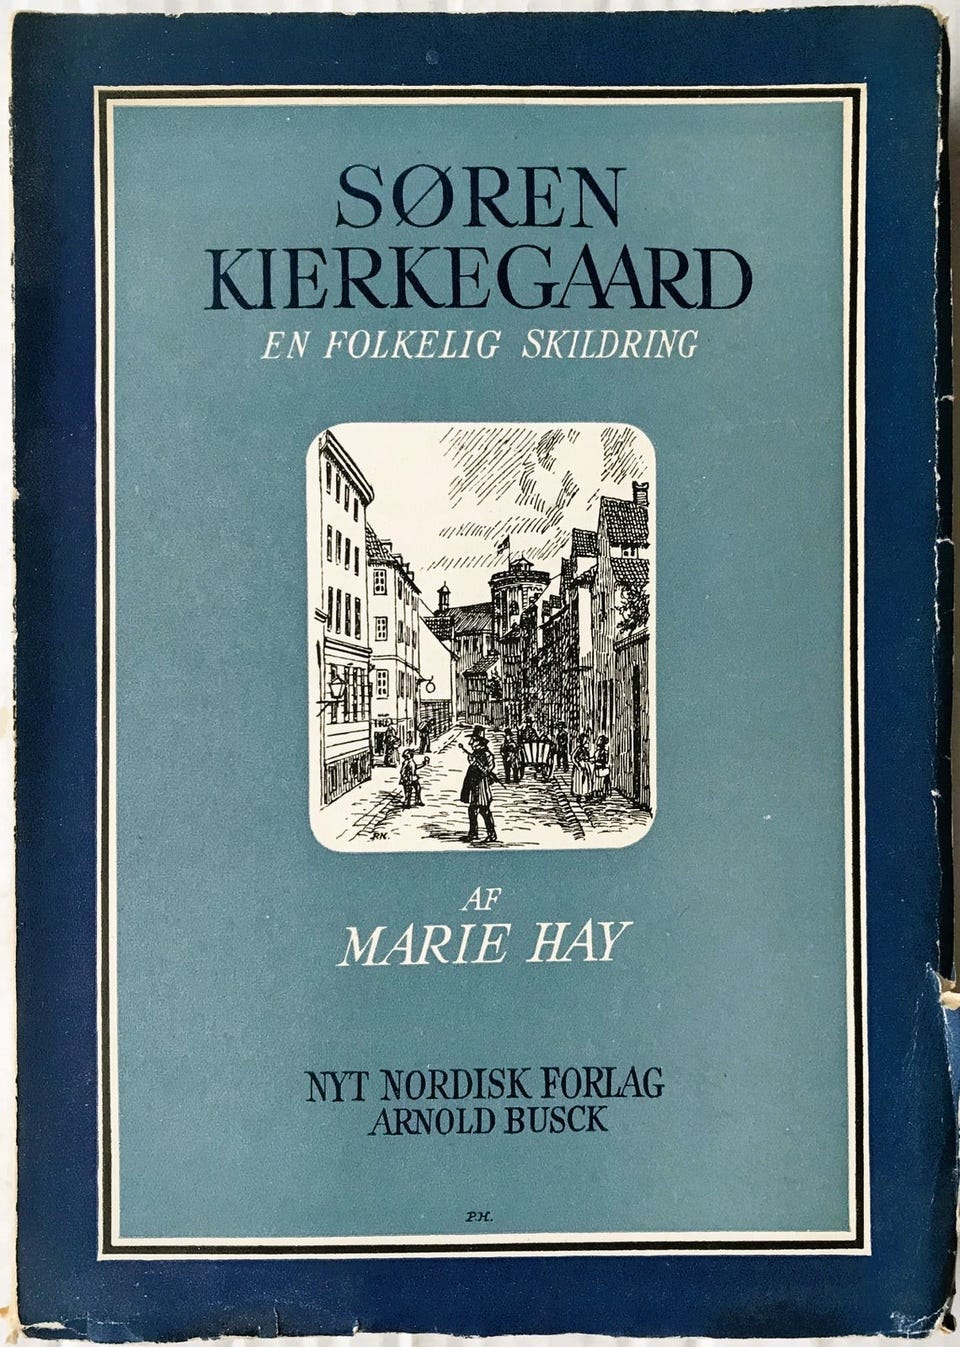 SØREN
KIERKEGAARD
EN FOLKELIG SKILDRING
P.H.
AF
MARIE HAY
NYT NORDISK FORLAG
ARNOLD BUSCK
P.H.